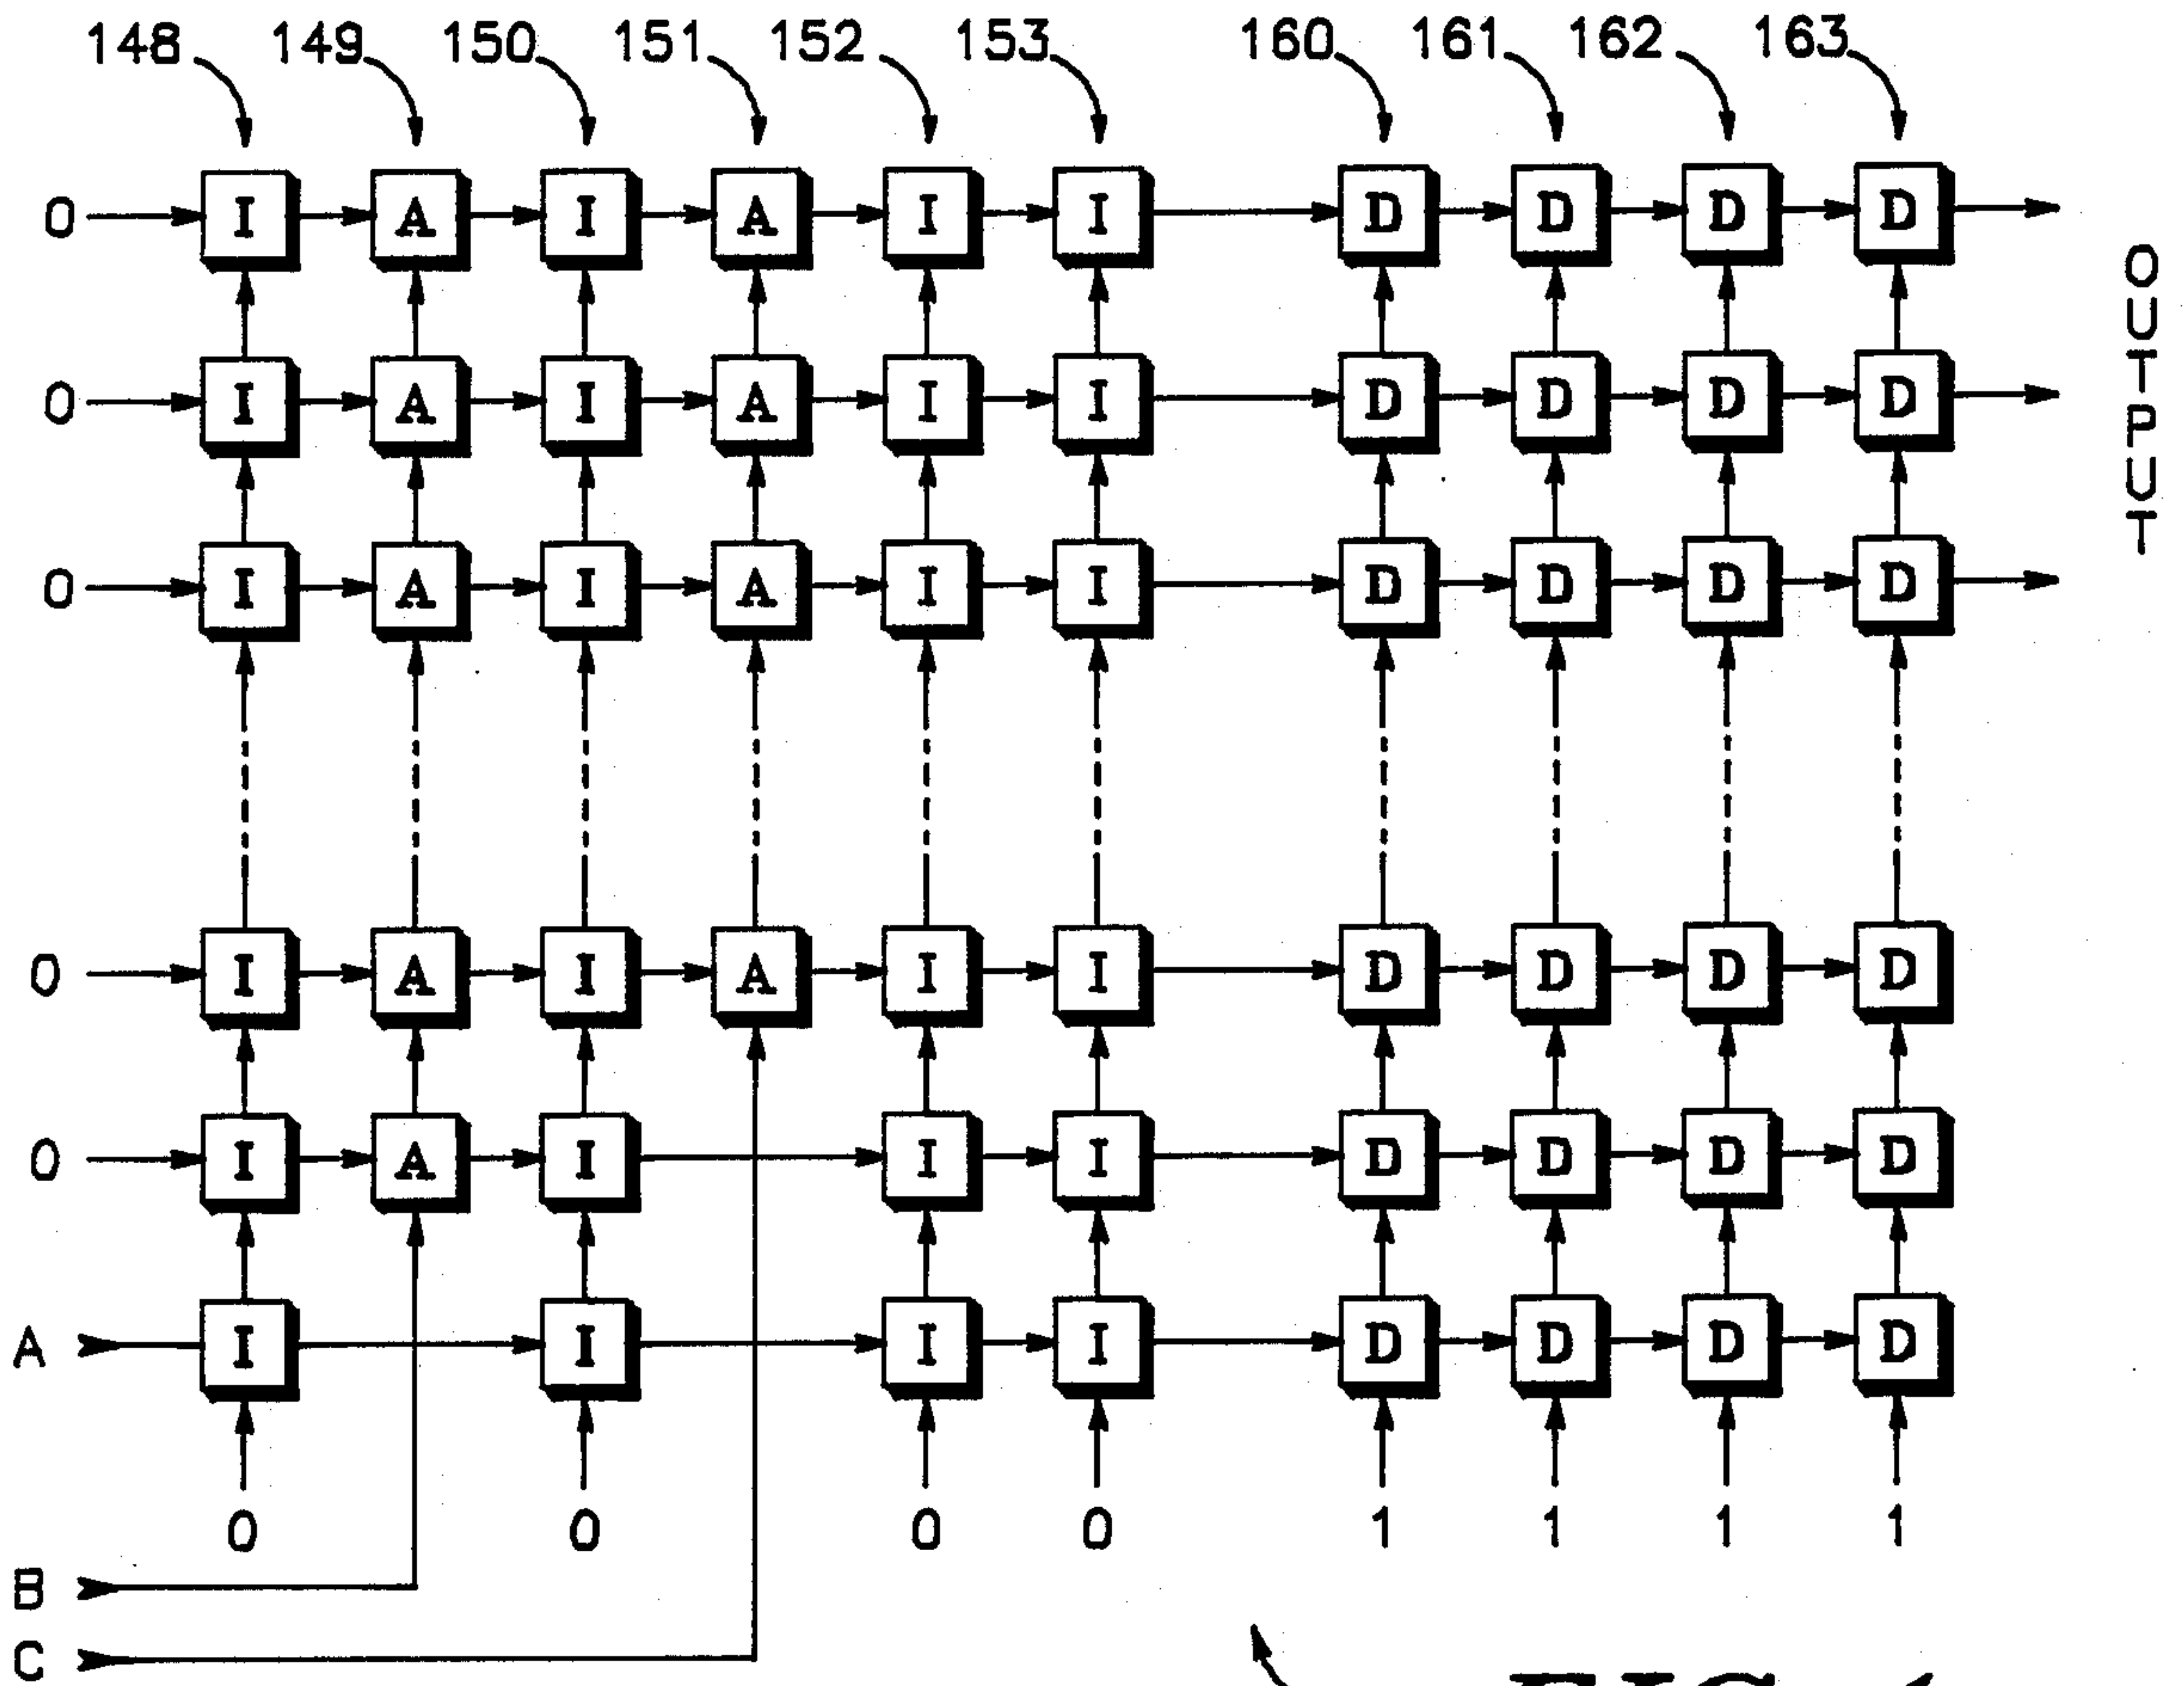 148 149 150 151 152 153 160 161 162 163
0 I A I A I I D D D D
0 I A I A I I D D D D
0 I A I A I I D D D D
OUTPUT
0 I A I A I I D D D D
0 I A I I I D D D D
A I I I I D D D D
0 0 0 0 1 1 1 1
B
C